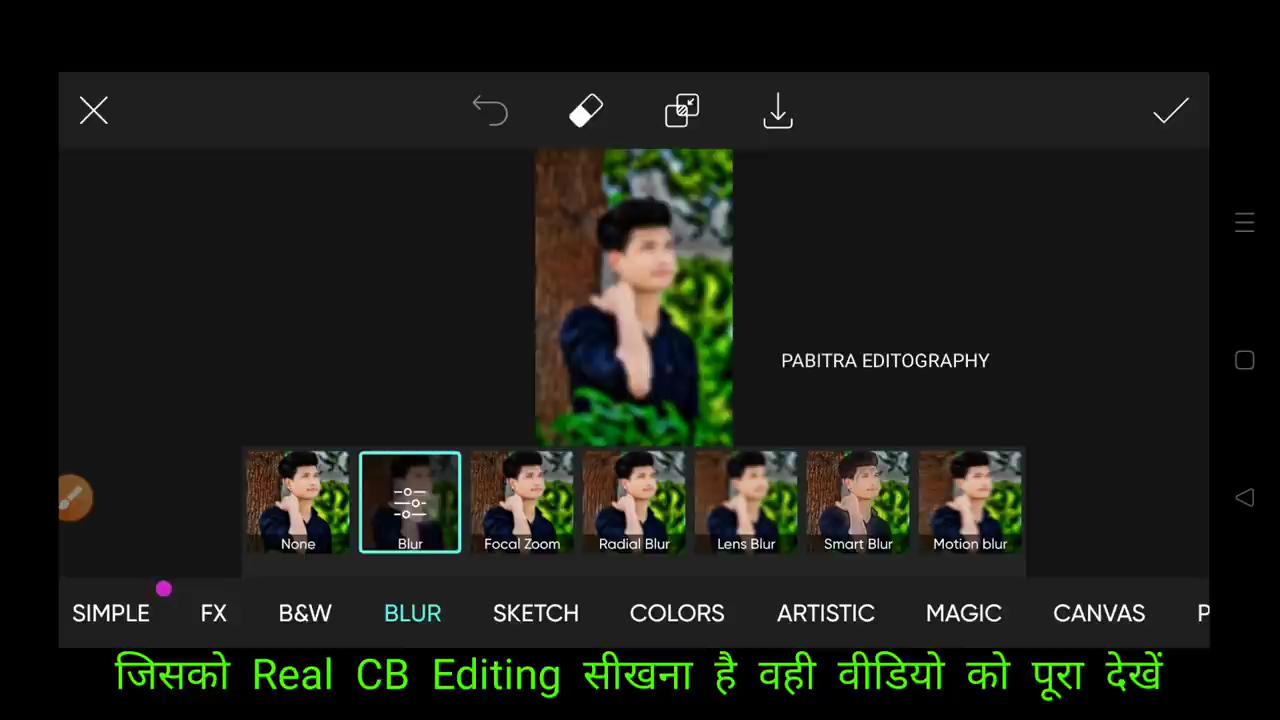 PABITRA EDITOGRAPHY
None Blur Focal Zoom Radial Blur Lens Blur Smart Blur Motion blur
SIMPLE FX B&W BLUR SKETCH COLORS ARTISTIC MAGIC CANVAS P
जिसको Real CB Editing सीखना है वही वीडियो को पूरा देखें